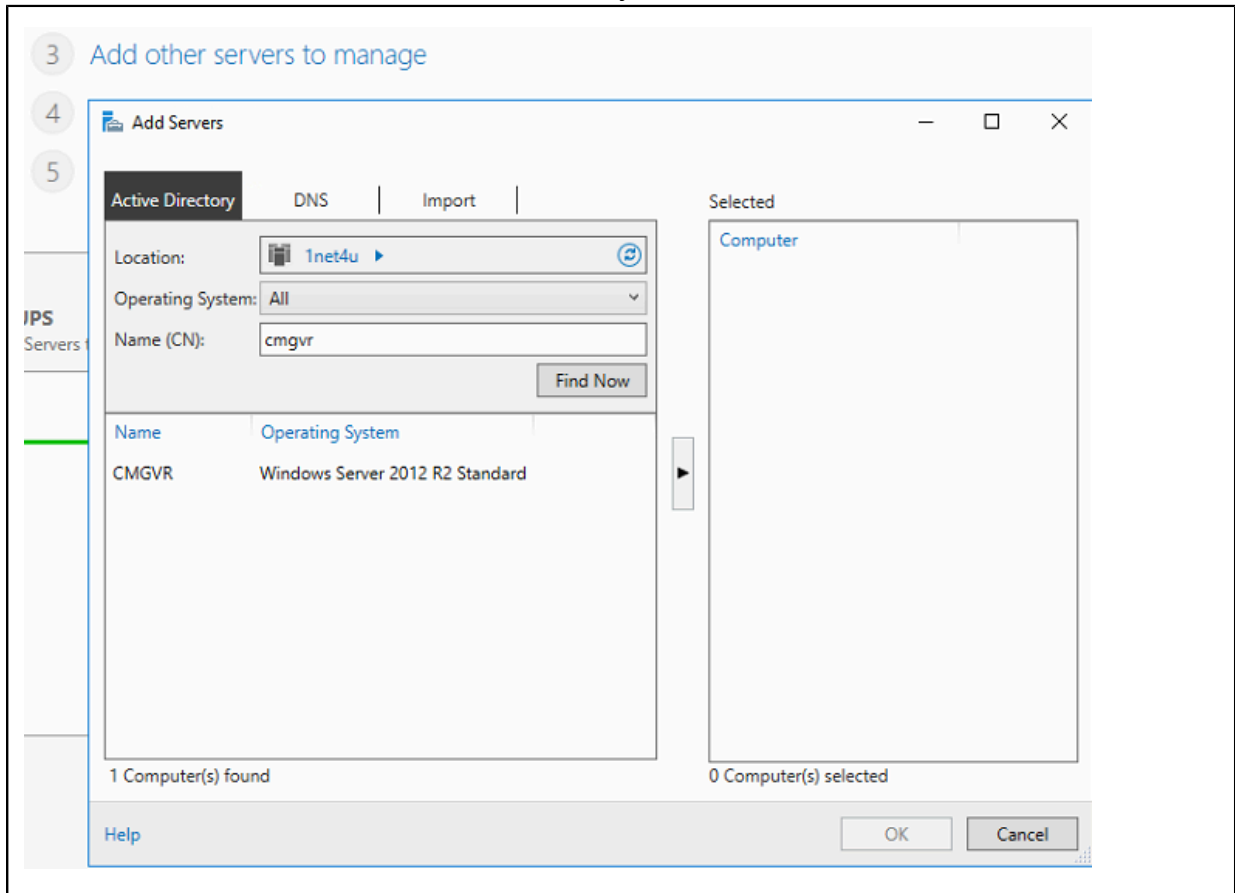 3 Add other servers to manage
4
5
Add Servers
Active Directory DNS Import
Selected
Location: 1net4u
Computer
Operating System: All
Name (CN): cmgvr
Find Now
Name Operating System
CMGVR Windows Server 2012 R2 Standard
UPS
Servers
1 Computer(s) found
0 Computer(s) selected
Help
OK Cancel